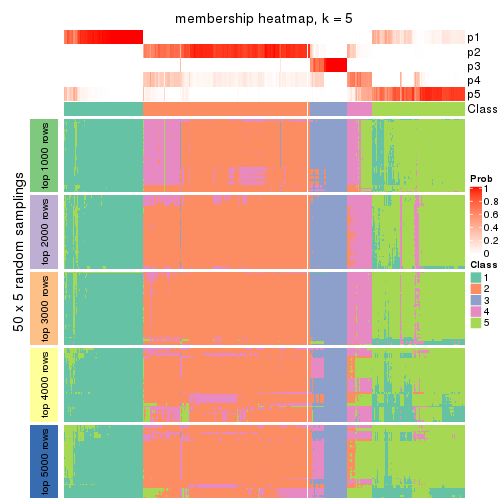 membership heatmap, k = 5
p1
p2
p3
p4
p5
Class
50 x 5 random samplings
top 1000 rows
top 2000 rows
top 3000 rows
top 4000 rows
top 5000 rows
Prob
1
0.8
0.6
0.4
0.2
0
Class
1
2
3
4
5